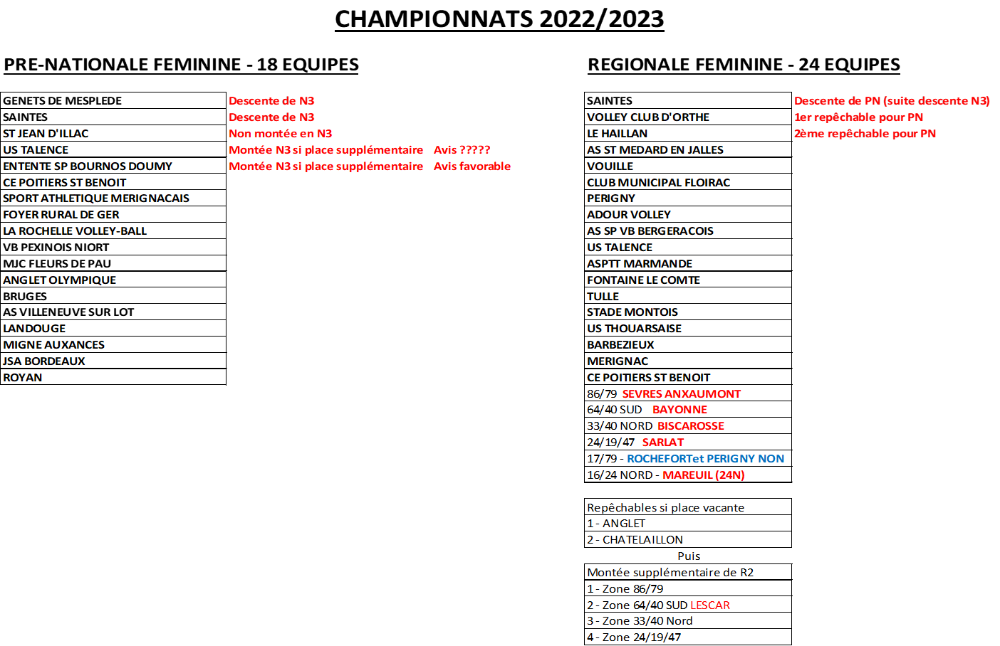 CHAMPIONNATS 2022/2023
PRE-NATIONALE FEMININE - 18 EQUIPES
GENETS DE MESPLEDE Descente de N3
SAINTES Descente de N3
ST JEAN D'ILLAC Non montée en N3
US TALENCE Montée N3 si place supplémentaire Avis ?????
ENTENTE SP BOURNOS DOUMY Montée N3 si place supplémentaire Avis favorable
CE POITIERS ST BENOIT
SPORT ATHLETIQUE MERIGNACAIS
FOYER RURAL DE GER
LA ROCHELLE VOLLEY-BALL
VB PEXINOIS NIORT
MJC FLEURS DE PAU
ANGLET OLYMPIQUE
BRUGES
AS VILLENEUVE SUR LOT
LANDOUGE
MIGNE AUXANCES
JSA BORDEAUX
ROYAN
REGIONALE FEMININE - 24 EQUIPES
SAINTES Descente de PN (suite descente N3)
VOLLEY CLUB D'ORTHE 1er repêchable pour PN
LE HAILLAN 2ème repêchable pour PN
AS ST MEDARD EN JALLES
VOUILLE
CLUB MUNICIPAL FLOIRAC
PERIGNY
ADOUR VOLLEY
AS SP VB BERGERACOIS
US TALENCE
ASPTT MARMANDE
FONTAINE LE COMTE
TULLE
STADE MONTOIS
US THOUARSAISE
BARBEZIEUX
MERIGNAC
CE POITIERS ST BENOIT
86/79 SEVRES ANXAUMONT
64/40 SUD BAYONNE
33/40 NORD BISCAROSSE
24/19/47 SARLAT
17/79 - ROCHEFORTet PERIGNY NON
16/24 NORD - MAREUIL (24N)
Repêchables si place vacante
1 - ANGLET
2 - CHATELAILLON
Puis
Montée supplémentaire de R2
1 - Zone 86/79
2 - Zone 64/40 SUD LESCAR
3 - Zone 33/40 Nord
4 - Zone 24/19/47